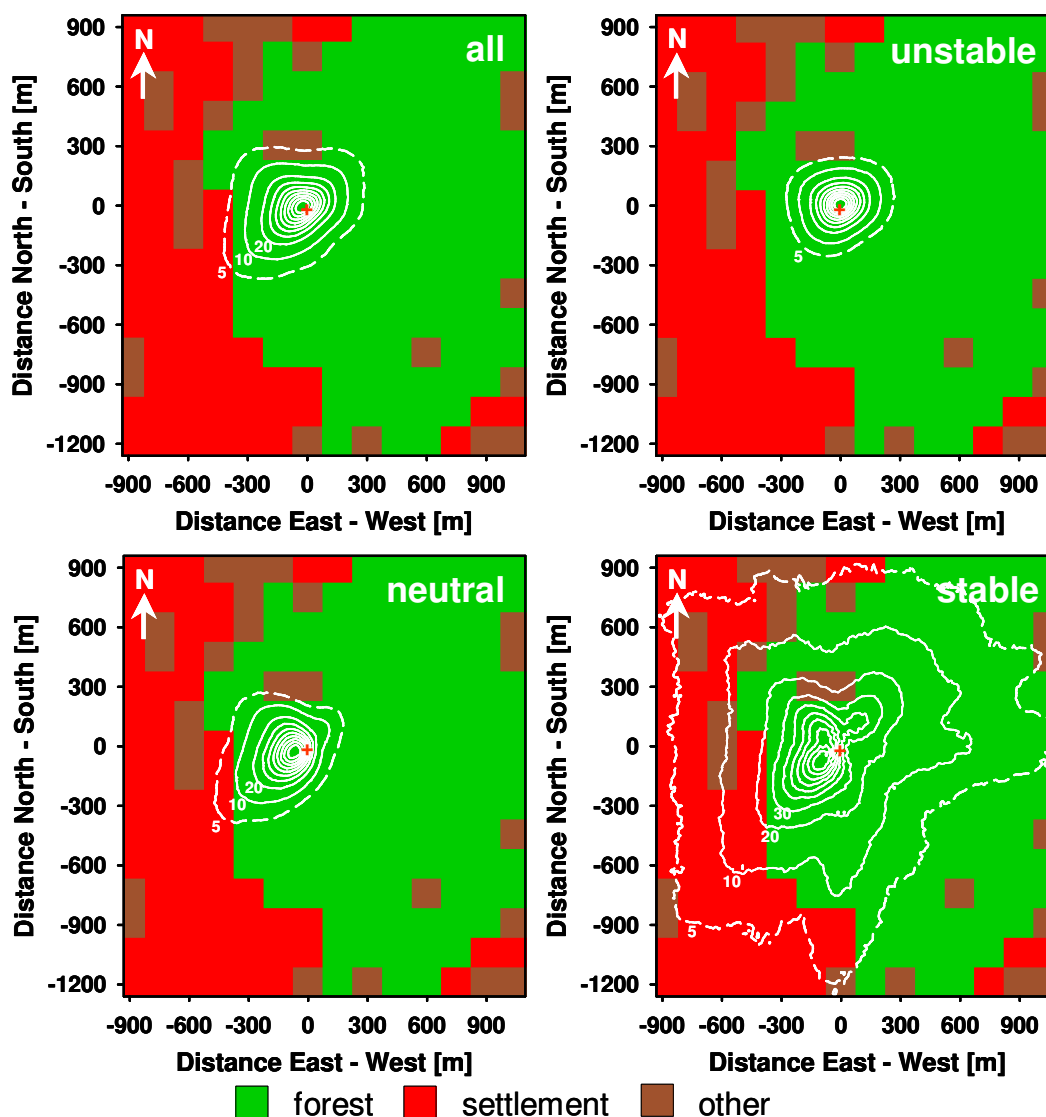 all
N
Distance North - South [m]
900
600
300
0
-300
-600
-900
-1200
20
10
5
-900 -600 -300 0 300 600 900
Distance East - West [m]
unstable
N
Distance North - South [m]
900
600
300
0
-300
-600
-900
-1200
5
-900 -600 -300 0 300 600 900
Distance East - West [m]
neutral
N
Distance North - South [m]
900
600
300
0
-300
-600
-900
-1200
20
10
5
-900 -600 -300 0 300 600 900
Distance East - West [m]
stable
N
Distance North - South [m]
900
600
300
0
-300
-600
-900
-1200
30
20
10
5
-900 -600 -300 0 300 600 900
Distance East - West [m]
forest settlement other